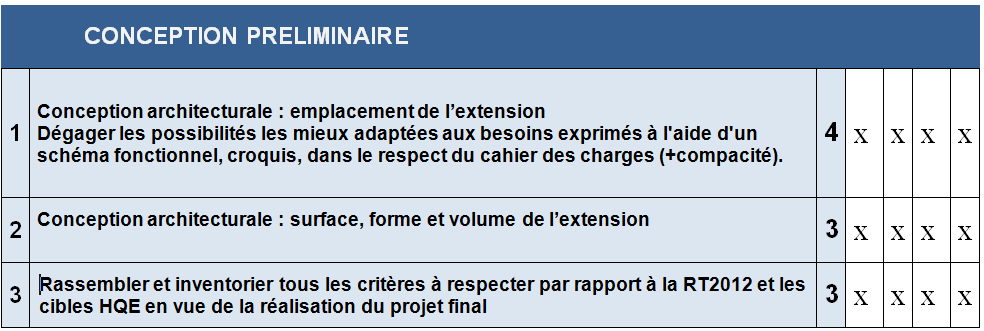 CONCEPTION PRELIMINAIRE
1
Conception architecturale : emplacement de l’extension
Dégager les possibilités les mieux adaptées aux besoins exprimés à l'aide d'un
schéma fonctionnel, croquis, dans le respect du cahier des charges (+compacité).
4 x x x x
2
Conception architecturale : surface, forme et volume de l’extension
3 x x x x
3
Rassembler et inventorier tous les critères à respecter par rapport à la RT2012 et les
cibles HQE en vue de la réalisation du projet final
3 x x x x